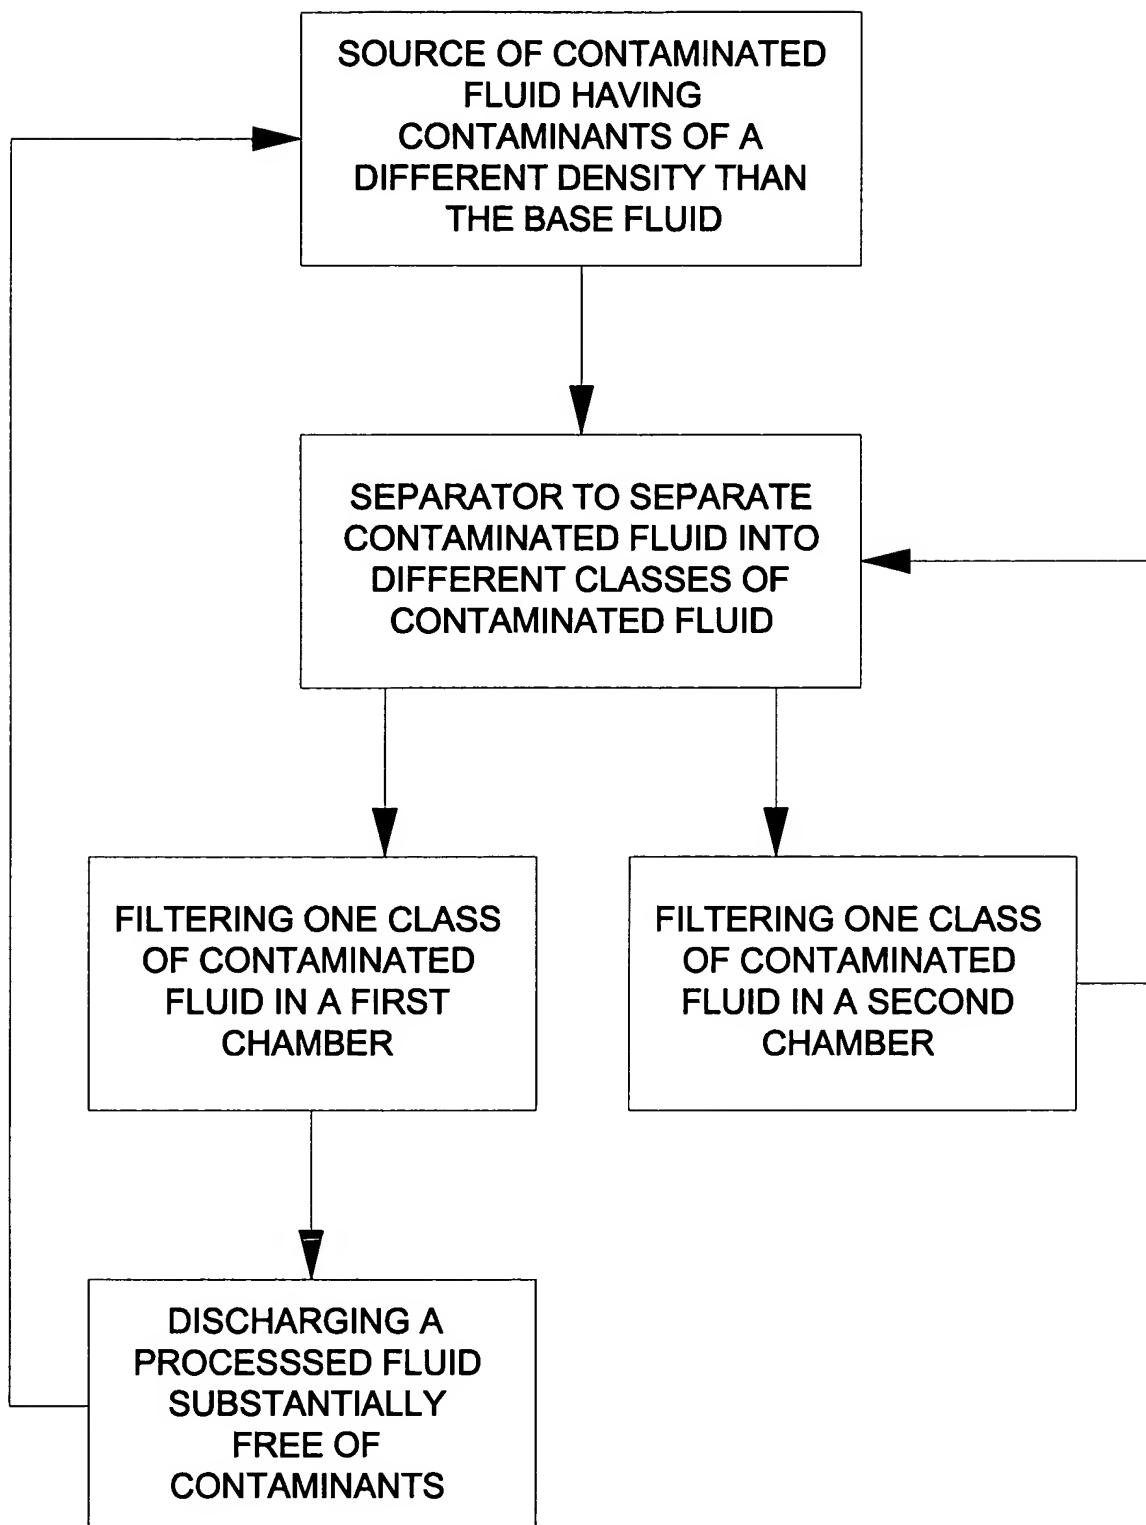 SOURCE OF CONTAMINATED
FLUID HAVING
CONTAMINANTS OF A
DIFFERENT DENSITY THAN
THE BASE FLUID
SEPARATOR TO SEPARATE
CONTAMINATED FLUID INTO
DIFFERENT CLASSES OF
CONTAMINATED FLUID
FILTERING ONE CLASS
OF CONTAMINATED
FLUID IN A FIRST
CHAMBER
FILTERING ONE CLASS
OF CONTAMINATED
FLUID IN A SECOND
CHAMBER
DISCHARGING A
PROCESSSED FLUID
SUBSTANTIALLY
FREE OF
CONTAMINANTS